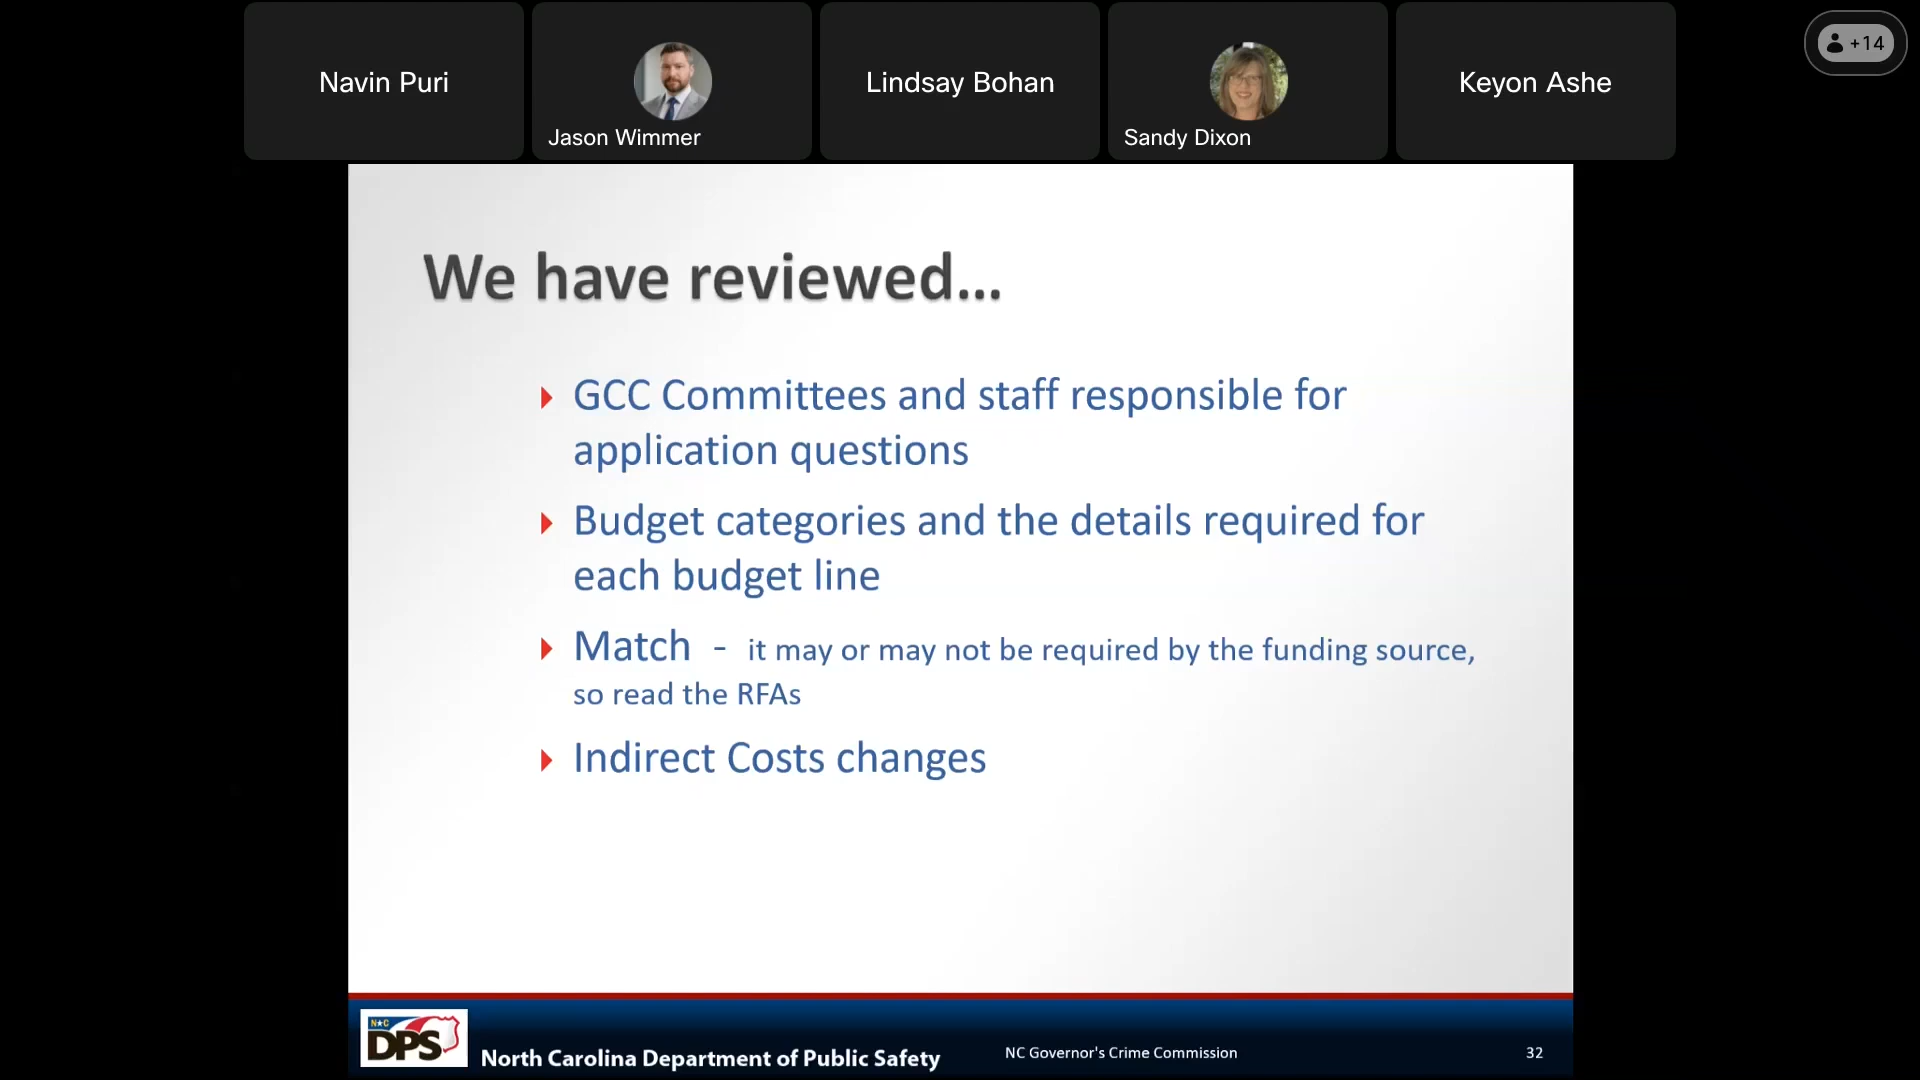 Navin Puri
Jason Wimmer
Lindsay Bohan
Sandy Dixon
Keyon Ashe
+14
We have reviewed...
GCC Committees and staff responsible for
application questions
Budget categories and the details required for
each budget line
Match - it may or may not be required by the funding source,
so read the RFAs
Indirect Costs changes
N★C
DPS
North Carolina Department of Public Safety
NC Governor's Crime Commission
32